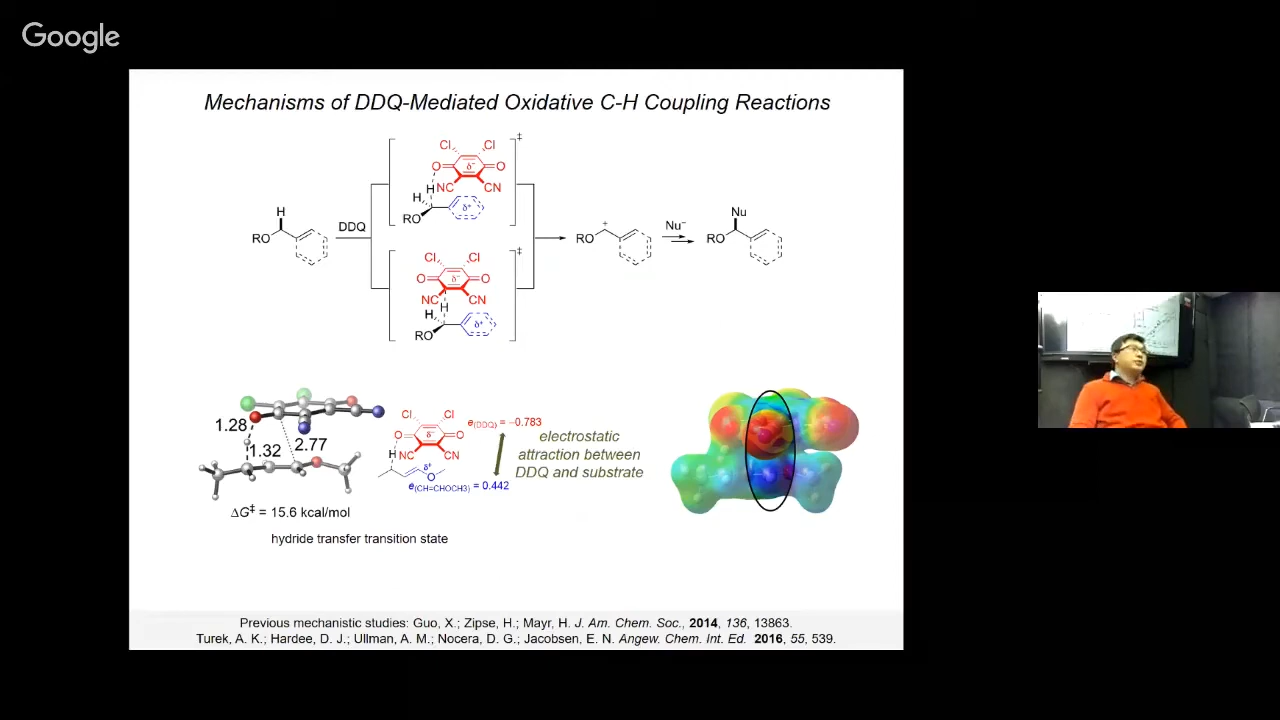 Google
Mechanisms of DDQ-Mediated Oxidative C-H Coupling Reactions
‡
Cl Cl
O δ− O
H NC CN
H
RO δ+
H
RO
DDQ
‡
Cl Cl
O δ− O
NC CN
H
H
RO δ+
+
RO
Nu−
Nu
RO
1.28
1.32
2.77
ΔG‡ = 15.6 kcal/mol
hydride transfer transition state
Cl Cl
O δ− O
NC CN
H
δ+
O
e(DDQ) = −0.783
e(CH=CHOCH3) = 0.442
electrostatic
attraction between
DDQ and substrate
Previous mechanistic studies: Guo, X.; Zipse, H.; Mayr, H. J. Am. Chem. Soc., 2014, 136, 13863.
Turek, A. K.; Hardee, D. J.; Ullman, A. M.; Nocera, D. G.; Jacobsen, E. N. Angew. Chem. Int. Ed. 2016, 55, 539.